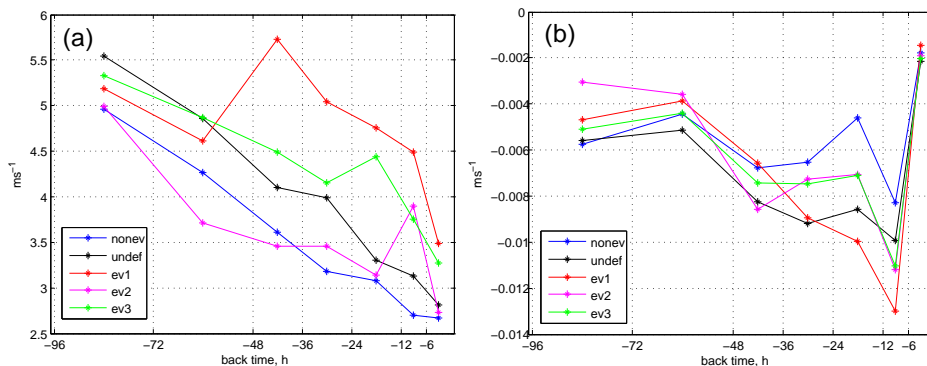 (a)
6
5.5
5
4.5
4
3.5
3
2.5
ms⁻¹
nonev
undef
ev1
ev2
ev3
−96 −72 −48 −36 −24 −12 −6
back time, h
(b)
0
−0.002
−0.004
−0.006
−0.008
−0.01
−0.012
−0.014
ms⁻¹
nonev
undef
ev1
ev2
ev3
−96 −72 −48 −36 −24 −12 −6
back time, h